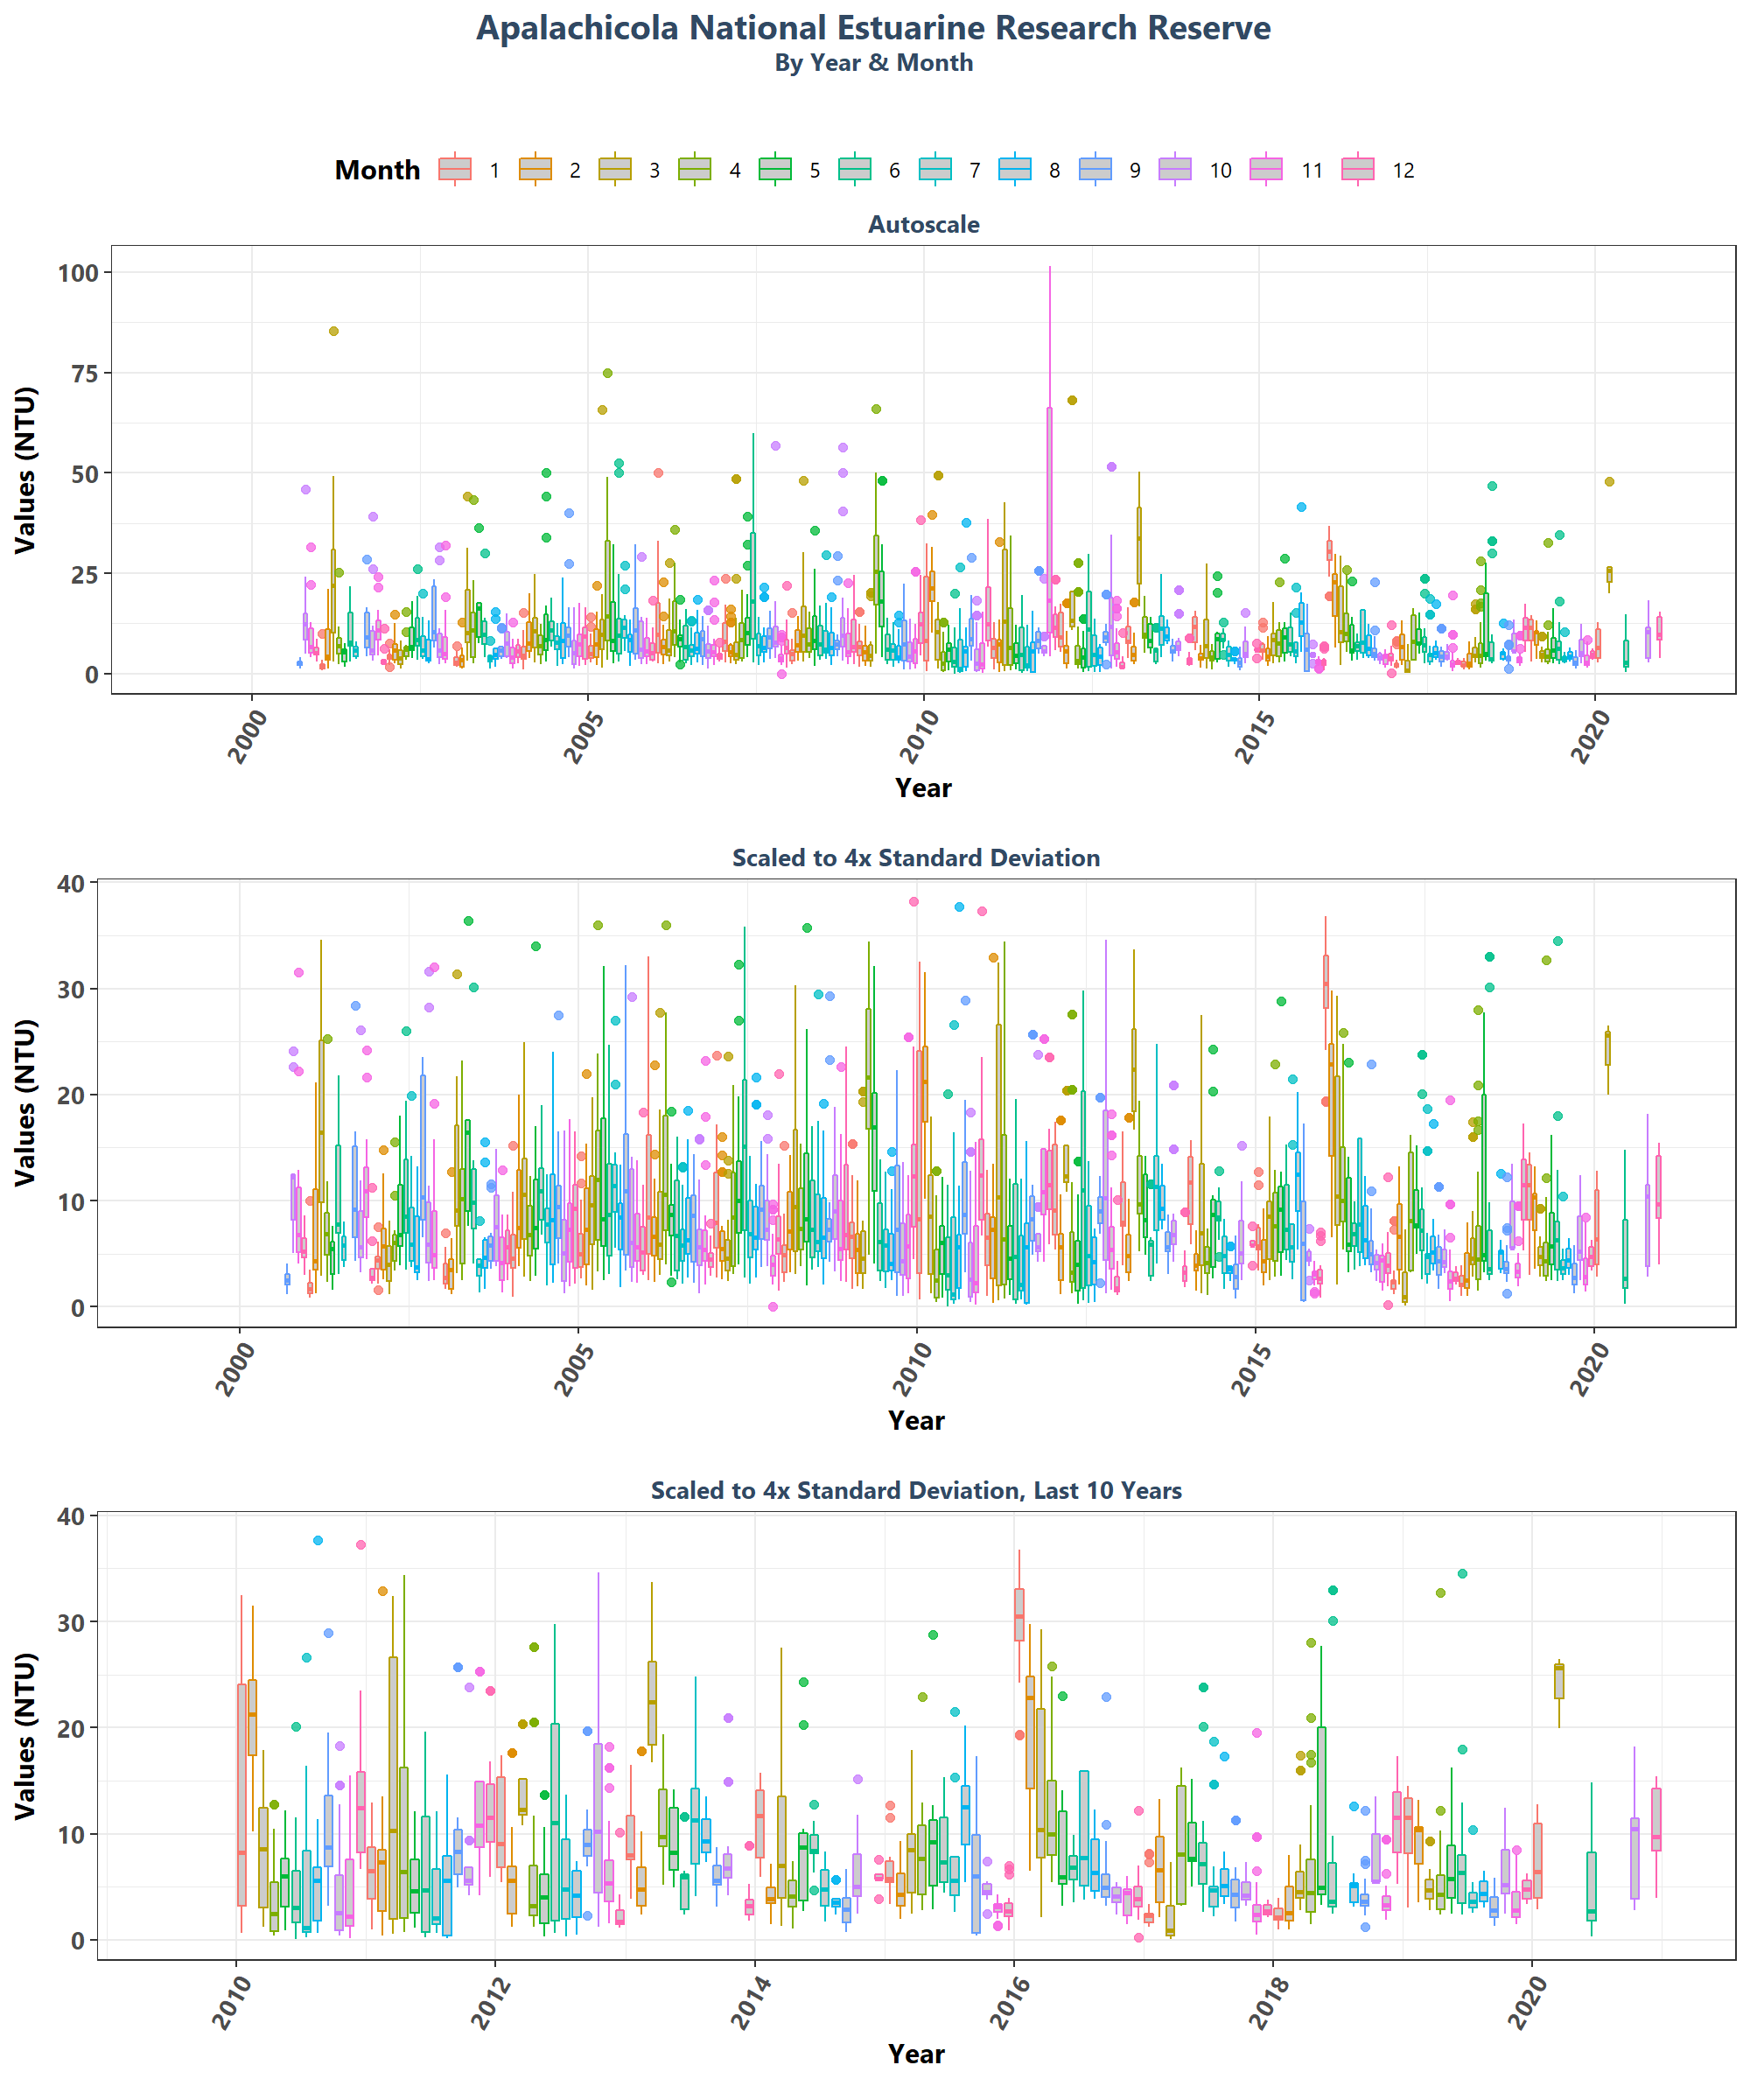 Apalachicola National Estuarine Research Reserve
By Year & Month
Month 1 2 3 4 5 6 7 8 9 10 11 12
Autoscale
Values (NTU)
100
75
50
25
0
2000 2005 2010 2015 2020
Year
Scaled to 4x Standard Deviation
Values (NTU)
40
30
20
10
0
2000 2005 2010 2015 2020
Year
Scaled to 4x Standard Deviation, Last 10 Years
Values (NTU)
40
30
20
10
0
2010 2012 2014 2016 2018 2020
Year